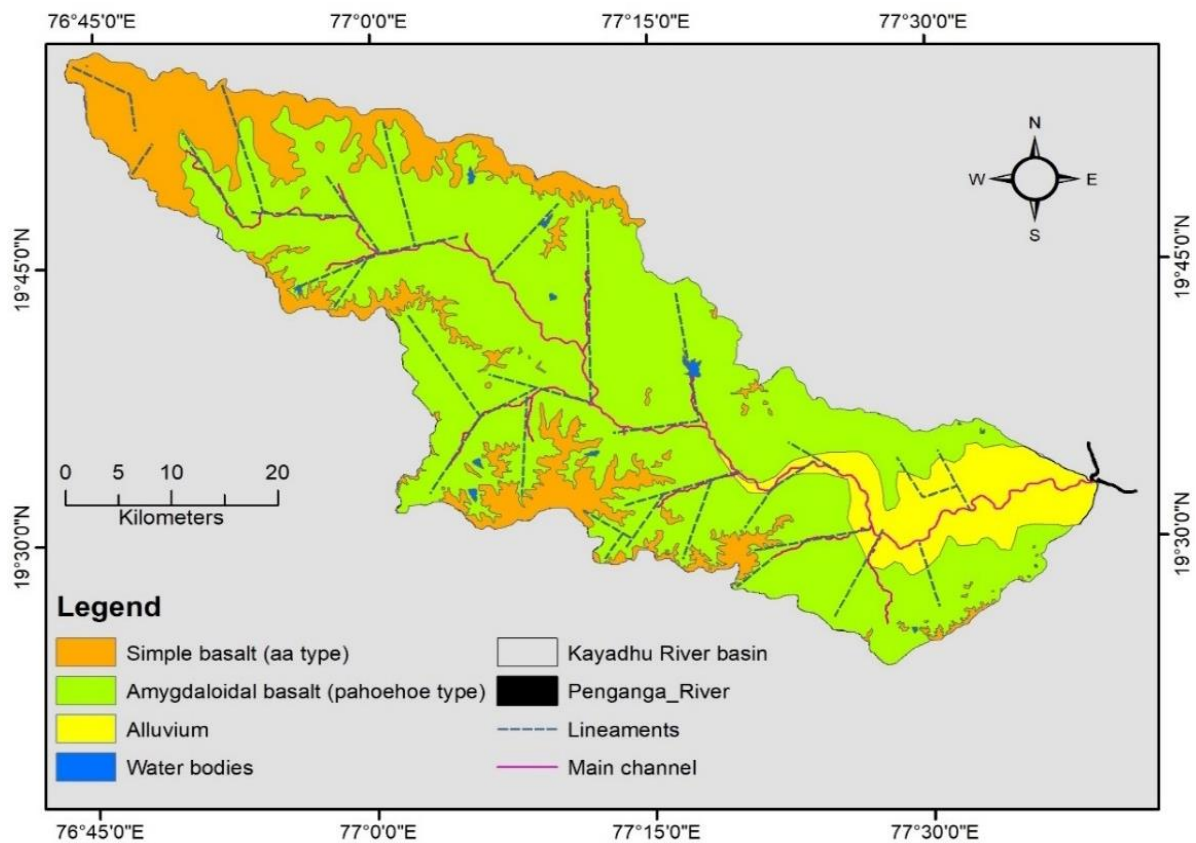 76°45'0"E 77°0'0"E 77°15'0"E 77°30'0"E
N
W E
S
19°45'0"N 19°45'0"N
0 5 10 20
Kilometers
19°30'0"N 19°30'0"N
Legend
Simple basalt (aa type)
Amygdaloidal basalt (pahoehoe type)
Alluvium
Water bodies
Kayadhu River basin
Penganga_River
Lineaments
Main channel
76°45'0"E 77°0'0"E 77°15'0"E 77°30'0"E